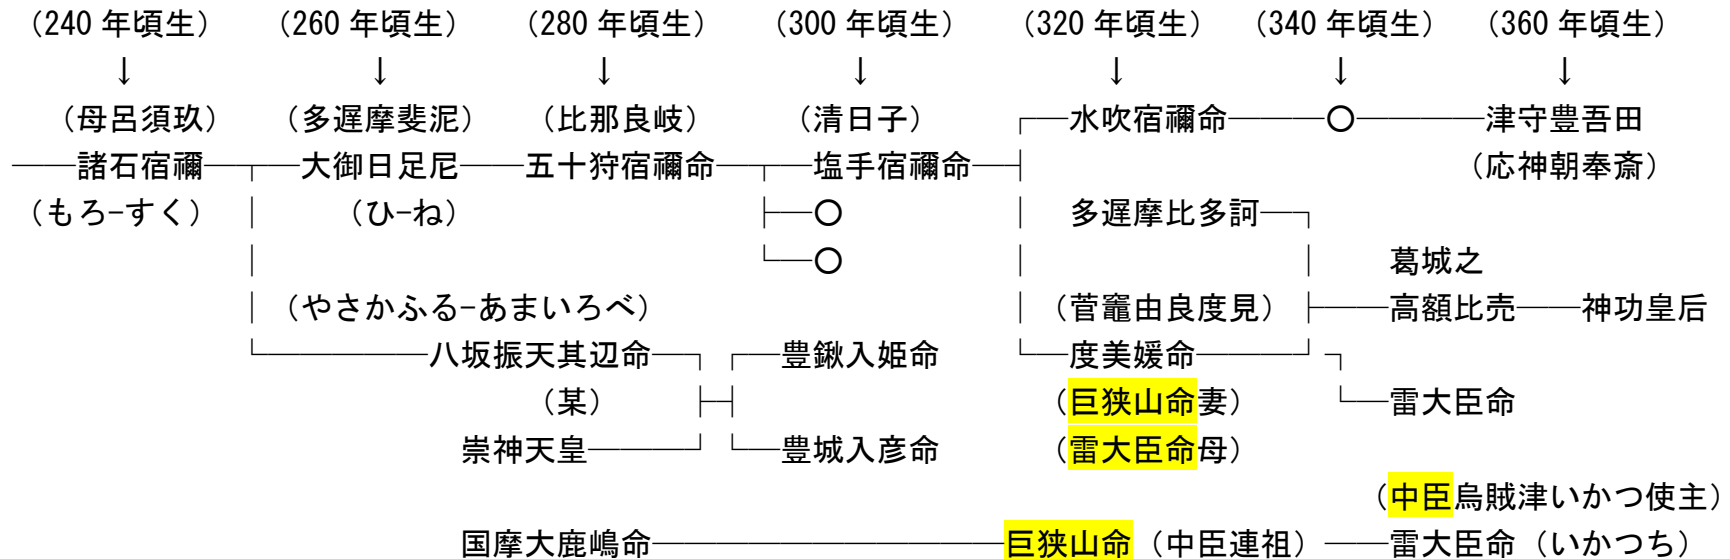 (240 年頃生) (260 年頃生) (280 年頃生) (300 年頃生) (320 年頃生) (340 年頃生) (360 年頃生)
↓ ↓ ↓ ↓ ↓ ↓ ↓
(母呂須玖) (多遅摩斐泥) (比那良岐) (清日子) ┌──水吹宿禰命───〇────津守豊吾田
──諸石宿禰─┬─大御日足尼──五十狩宿禰命─┬─塩手宿禰命─┤ (応神朝奉斎)
(もろ-すく) │ (ひ-ね) ├─〇 │ 多遅摩比多訶─┐
│ └─〇 │ │ 葛城之
│ (やさかふる-あまいろべ) │ (菅竈由良度見) ├──高額比売──神功皇后
└─────八坂振天某辺命─┐ ┌─豊鍬入姫命 └─度美媛命───┘ ┐
(某) ├┤ (巨狭山命妻) └─雷大臣命
崇神天皇───┘ └─豊城入彦命 (雷大臣命母)
(中臣烏賊津いかつ使主)
国摩大鹿嶋命───────────巨狭山命 (中臣連祖) ──雷大臣命 (いかつち)